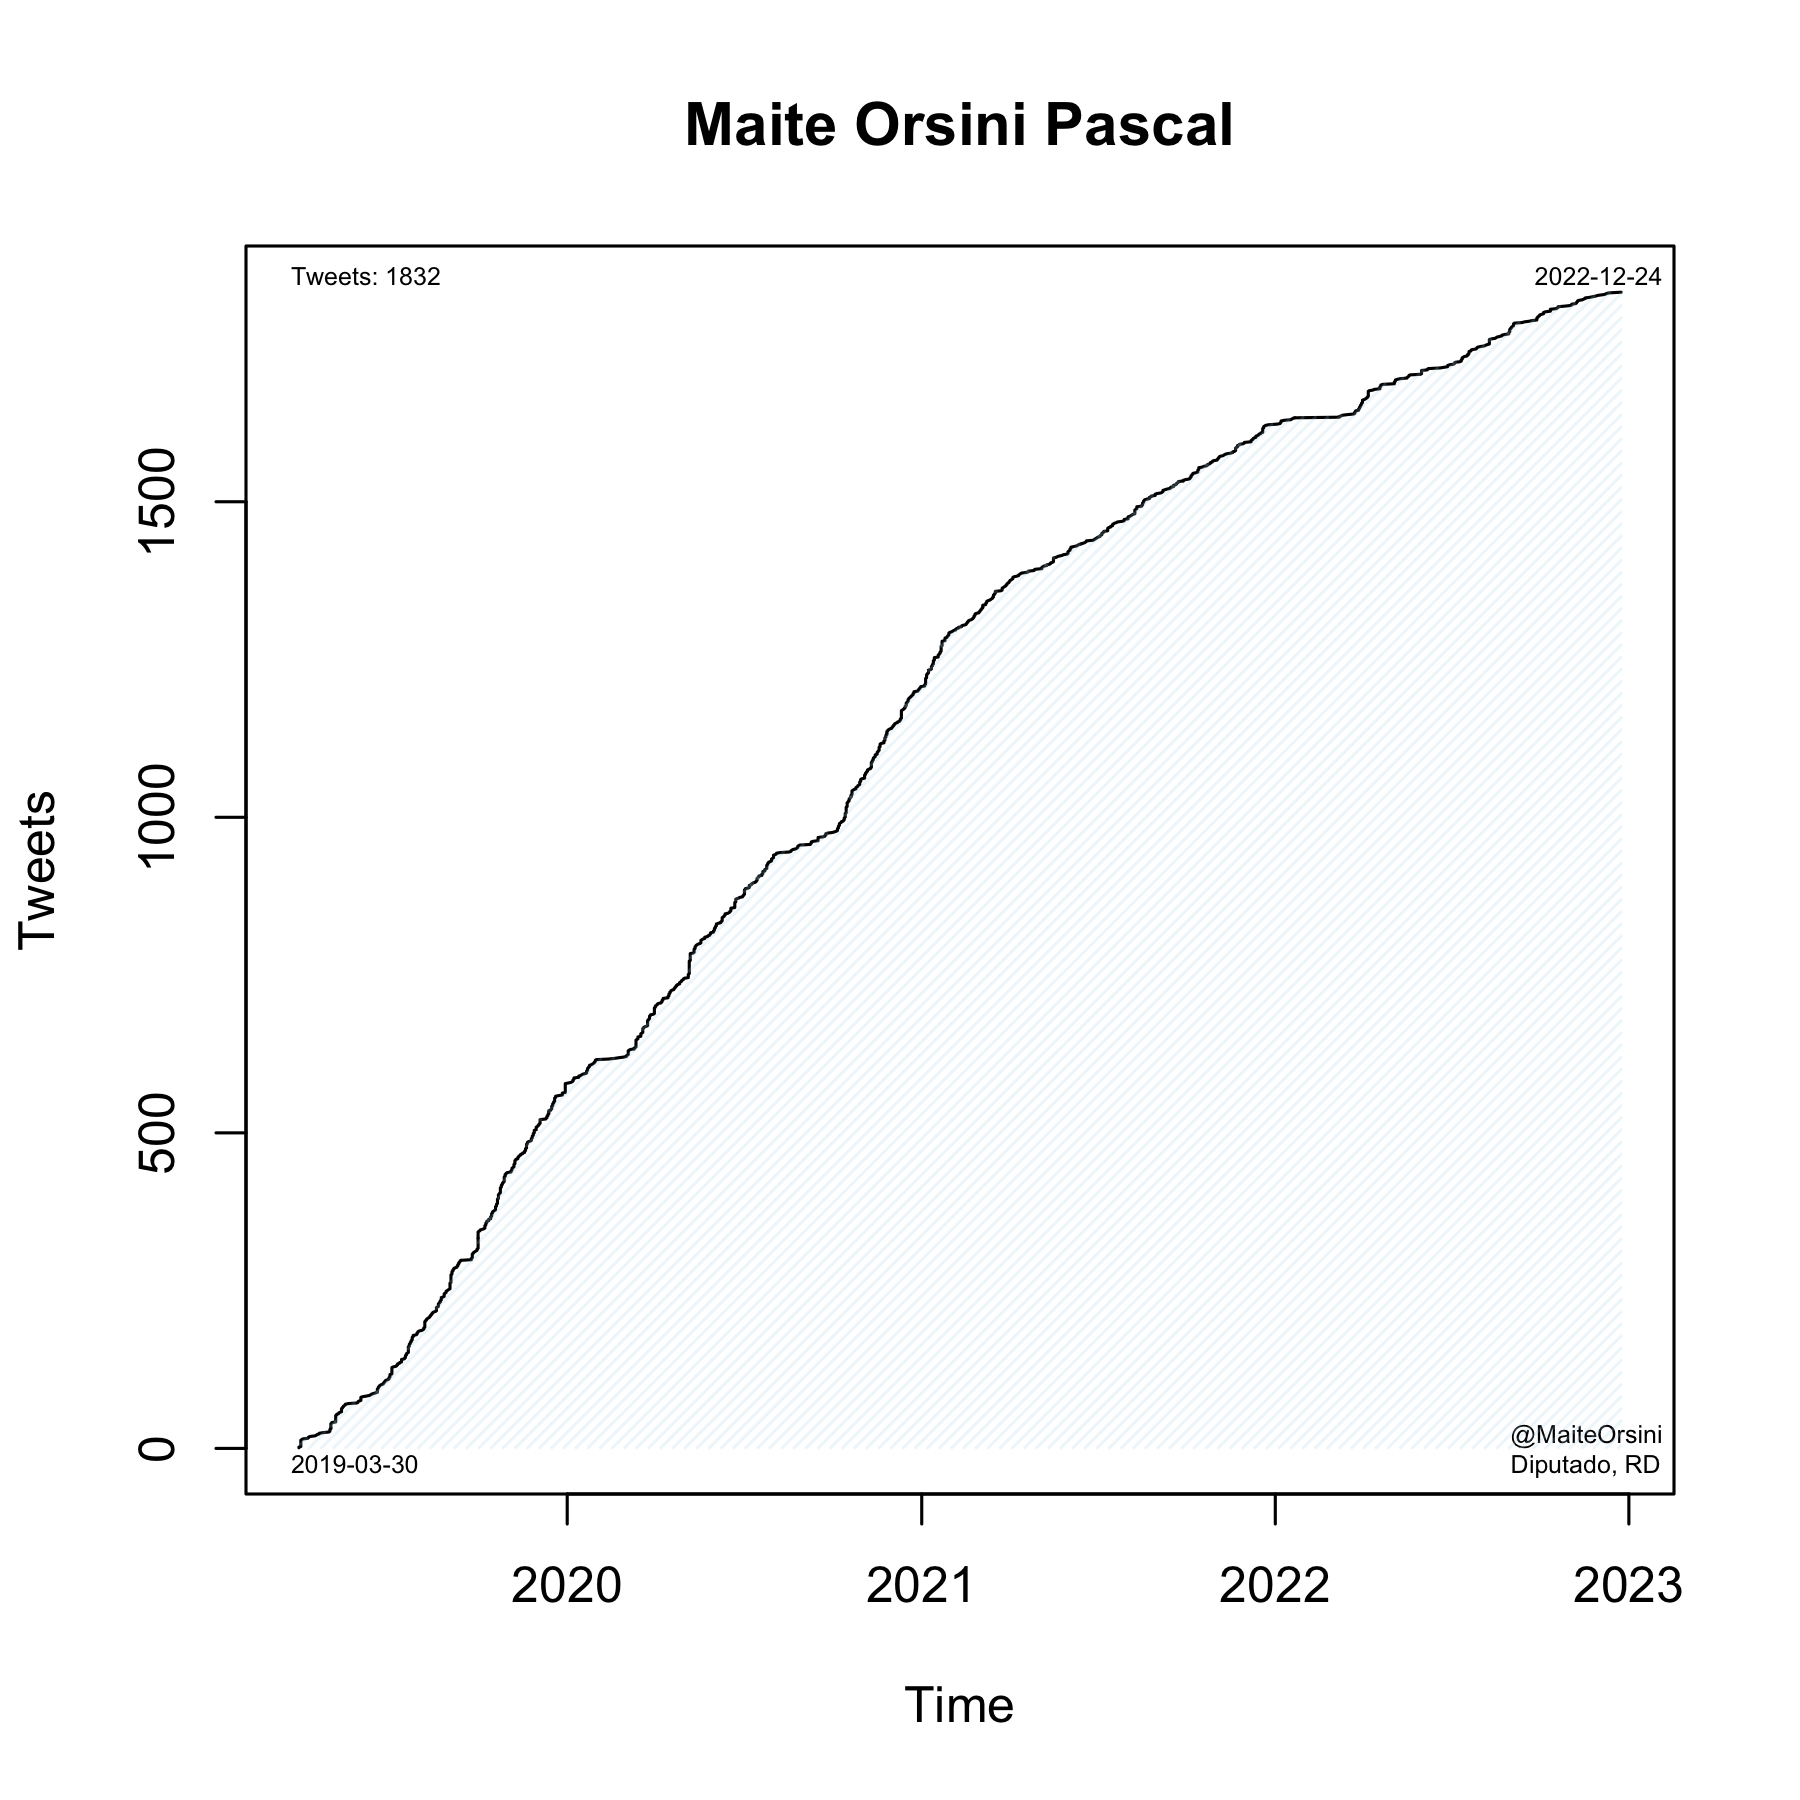 Maite Orsini Pascal
Tweets: 1832
2022-12-24
Tweets
1500
1000
500
0
2019-03-30
@MaiteOrsini
Diputado, RD
2020 2021 2022 2023
Time